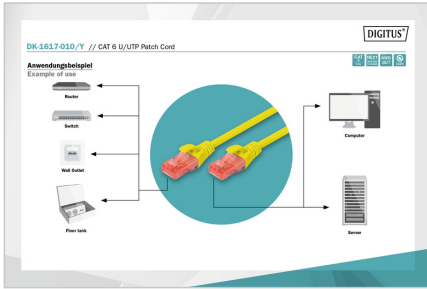 DIGITUS®
DK-1617-010/Y // CAT 6 U/UTP Patch Cord
Anwendungsbeispiel
Example of use
Router
Switch
Wall Outlet
Floor tank
Computer
Server